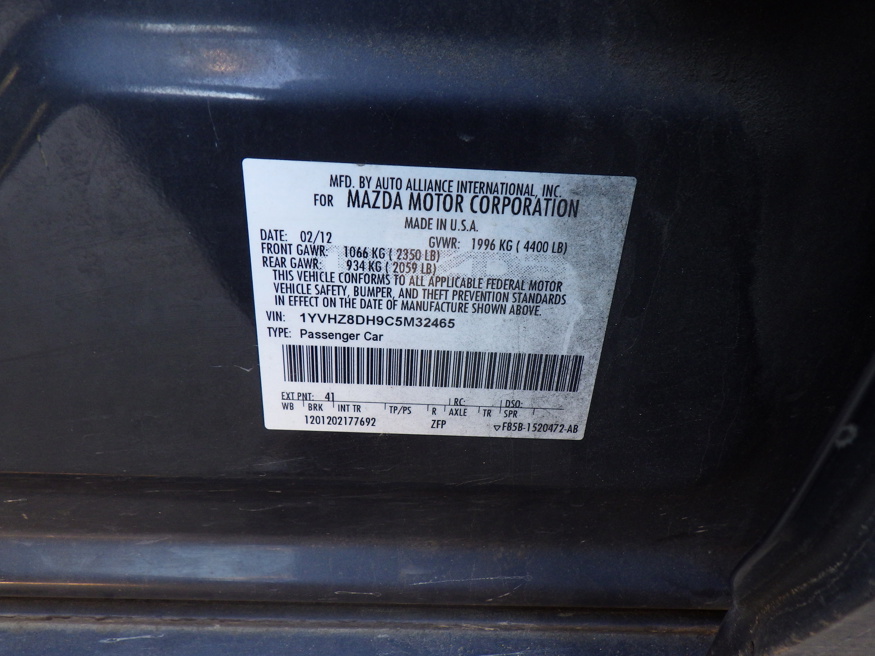 MFD. BY AUTO ALLIANCE INTERNATIONAL, INC.
FOR MAZDA MOTOR CORPORATION
MADE IN U.S.A.
DATE: 02/12 GVWR: 1996 KG ( 4400 LB)
FRONT GAWR: 1066 KG ( 2350 LB)
REAR GAWR: 934 KG ( 2059 LB)
THIS VEHICLE CONFORMS TO ALL APPLICABLE FEDERAL MOTOR
VEHICLE SAFETY, BUMPER, AND THEFT PREVENTION STANDARDS
IN EFFECT ON THE DATE OF MANUFACTURE SHOWN ABOVE.
VIN: 1YVHZ8DH9C5M32465
TYPE: Passenger Car
EXT PNT: 41 RC: DSO:
WB BRK INT TR TP/PS R AXLE TR SPR
1201202177692 ZFP ▽FB5B-1520472-AB